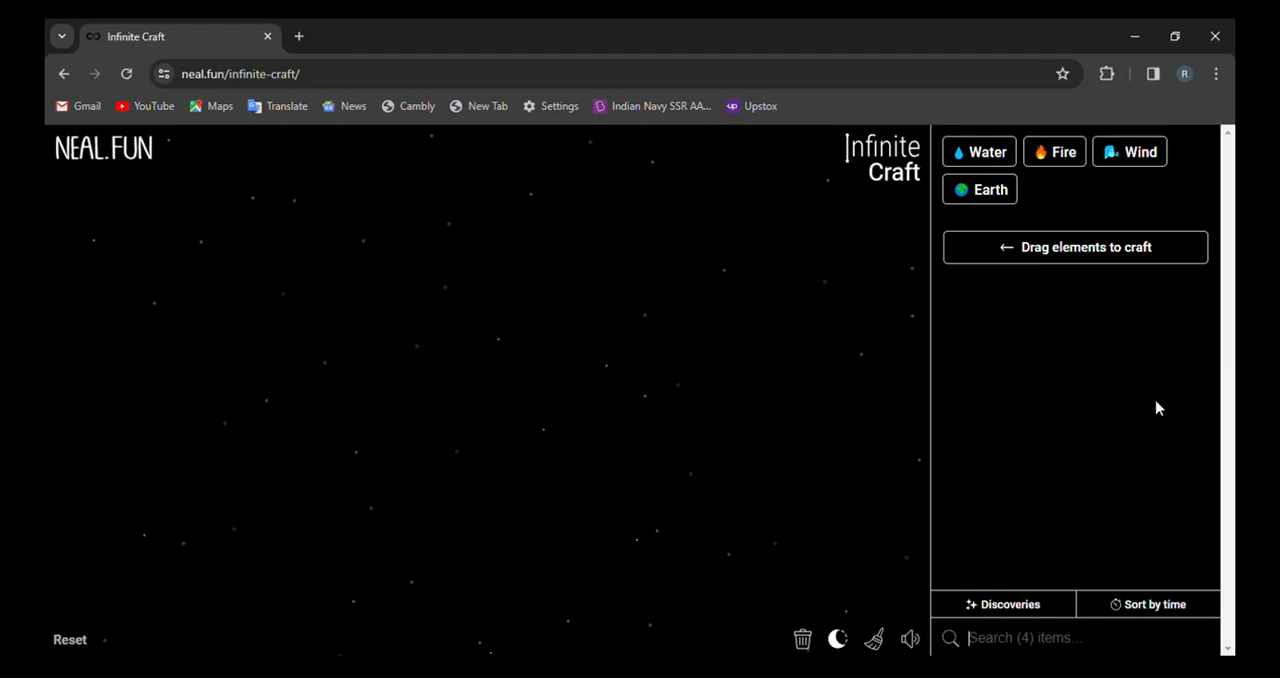 Infinite Craft
neal.fun/infinite-craft/
Gmail YouTube Maps Translate News Cambly New Tab Settings Indian Navy SSR AA... up Upstox
NEAL.FUN
Infinite
Craft
Water Fire Wind
Earth
← Drag elements to craft
Discoveries Sort by time
Reset
Search (4) items...
R